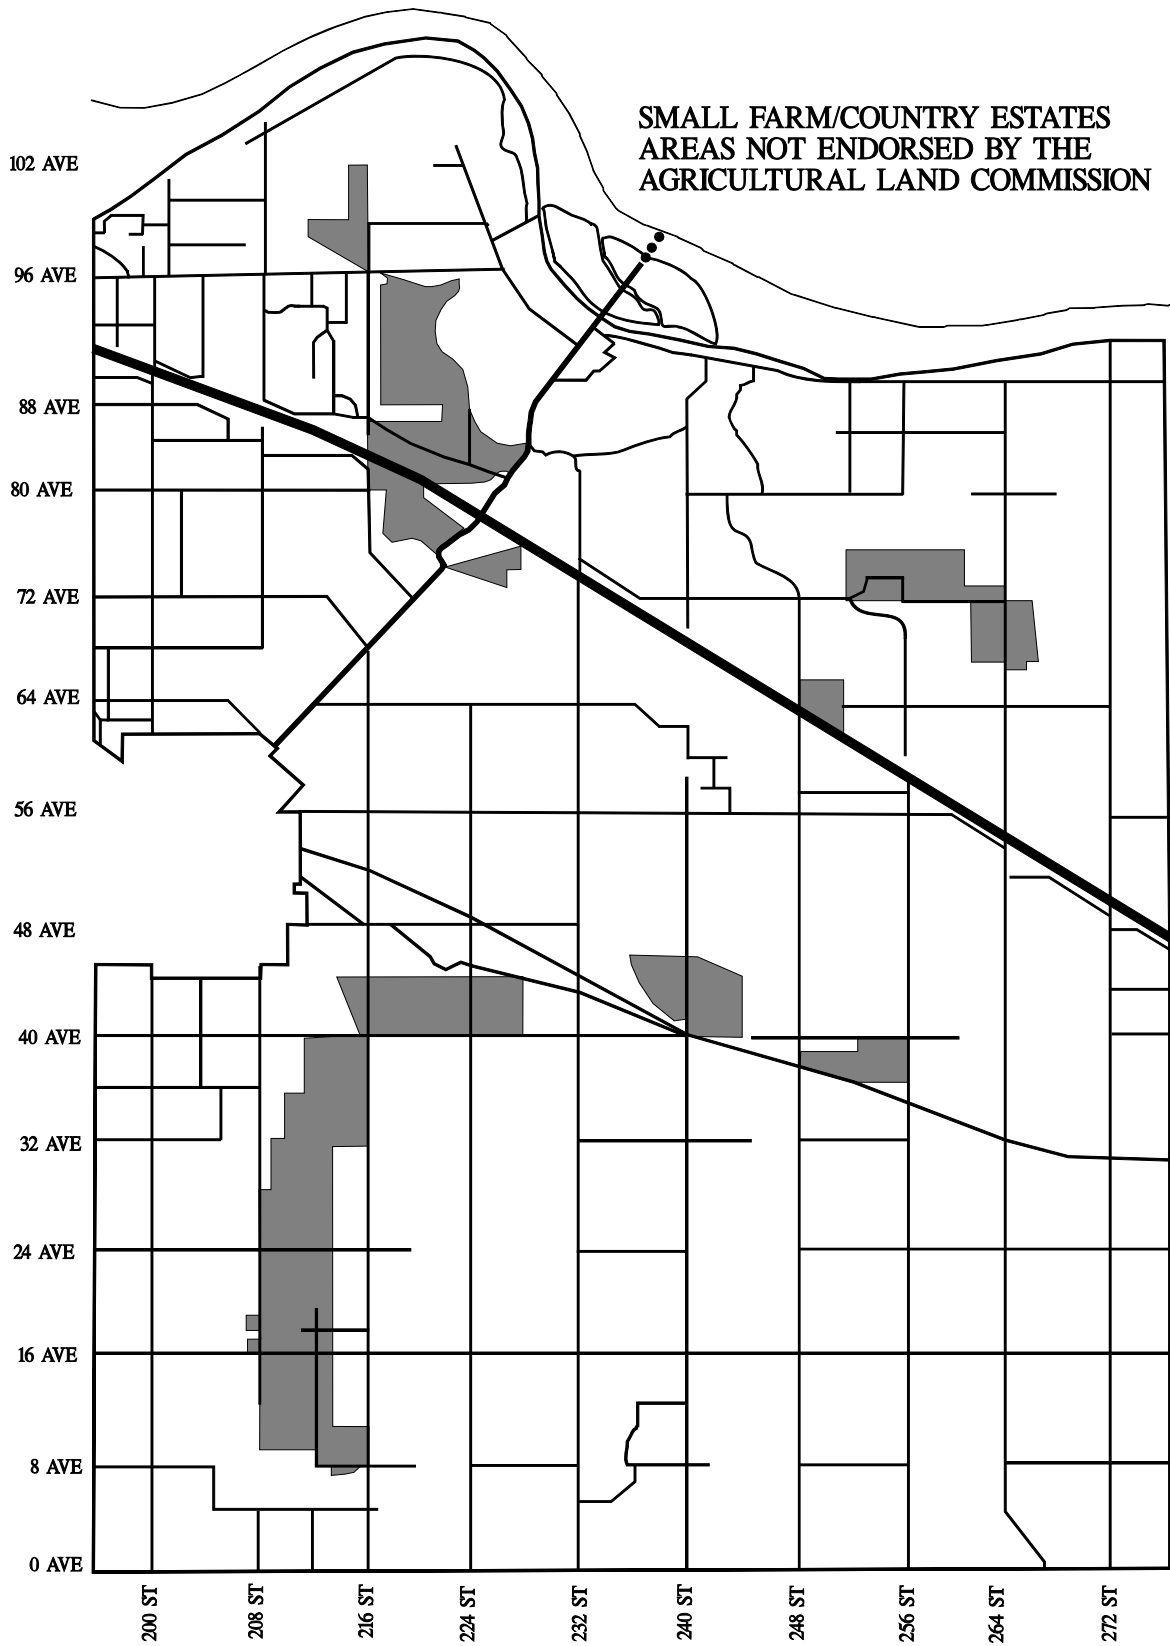 SMALL FARM/COUNTRY ESTATES
AREAS NOT ENDORSED BY THE
AGRICULTURAL LAND COMMISSION
102 AVE
96 AVE
88 AVE
80 AVE
72 AVE
64 AVE
56 AVE
48 AVE
40 AVE
32 AVE
24 AVE
16 AVE
8 AVE
0 AVE
200 ST
208 ST
216 ST
224 ST
232 ST
240 ST
248 ST
256 ST
264 ST
272 ST